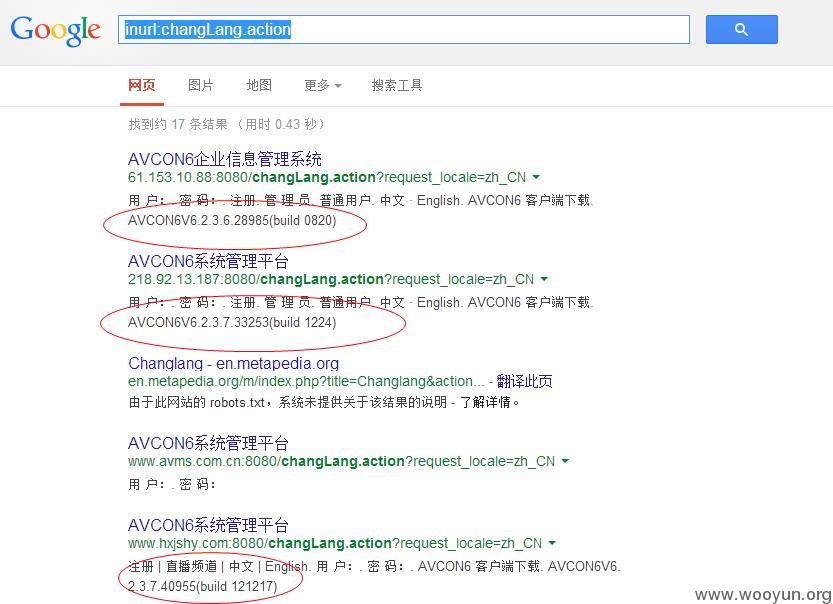 Google
inurl:changLang.action
网页 图片 地图 更多 搜索工具
找到约 17 条结果 （用时 0.43 秒）
AVCON6企业信息管理系统
61.153.10.88:8080/changLang.action?request_locale=zh_CN
用 户：. 密 码：. 注册. 管 理 员. 普通用户. 中文 · English. AVCON6 客户端下载.
AVCON6V6.2.3.6.28985(build 0820)
AVCON6系统管理平台
218.92.13.187:8080/changLang.action?request_locale=zh_CN
用 户：. 密 码：. 注册. 管 理 员. 普通用户. 中文 · English. AVCON6 客户端下载.
AVCON6V6.2.3.7.33253(build 1224)
Changlang - en.metapedia.org
en.metapedia.org/m/index.php?title=Changlang&action... - 翻译此页
由于此网站的 robots.txt，系统未提供关于该结果的说明 - 了解详情。
AVCON6系统管理平台
www.avms.com.cn:8080/changLang.action?request_locale=zh_CN
用 户：. 密 码：
AVCON6系统管理平台
www.hxjshy.com:8080/changLang.action?request_locale=zh_CN
注册 | 直播频道 | 中文 | English. 用 户：. 密 码：. AVCON6 客户端下载. AVCON6V6.
2.3.7.40955(build 121217)
www.wooyun.org